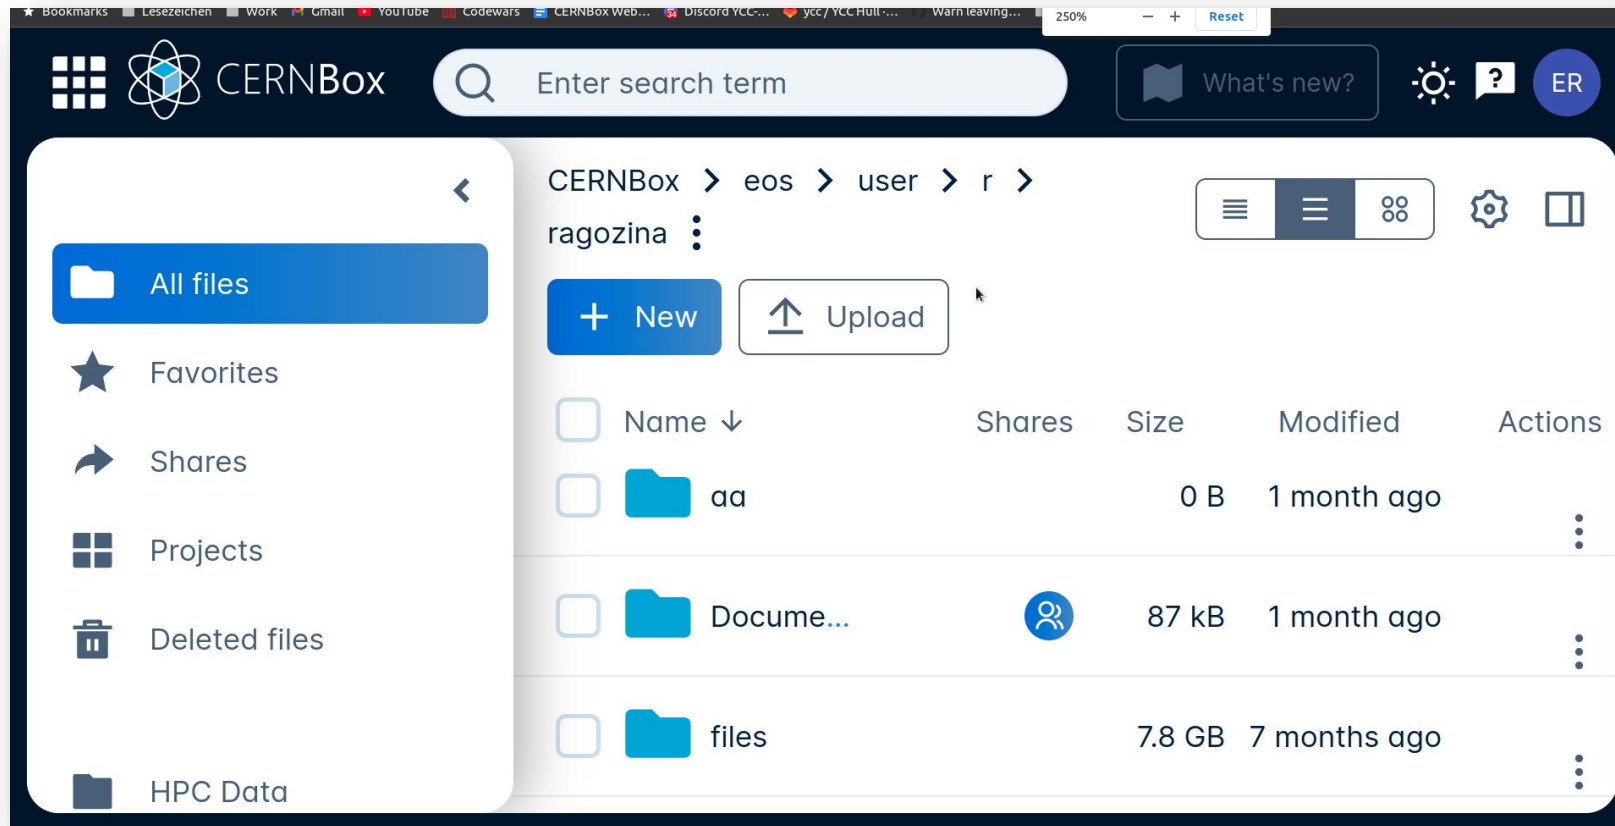 Bookmarks Lesezeichen Work Gmail YouTube Codewars CERNBox Web... Discord YCC-... ycc / YCC Hull ·... Warn leaving...
250% − + Reset
CERNBox Enter search term What's new? ? ER
CERNBox > eos > user > r >
ragozina
All files
+ New Upload
Favorites
Name Shares Size Modified Actions
Shares
aa 0 B 1 month ago
Projects
Docume... 87 kB 1 month ago
Deleted files
files 7.8 GB 7 months ago
HPC Data